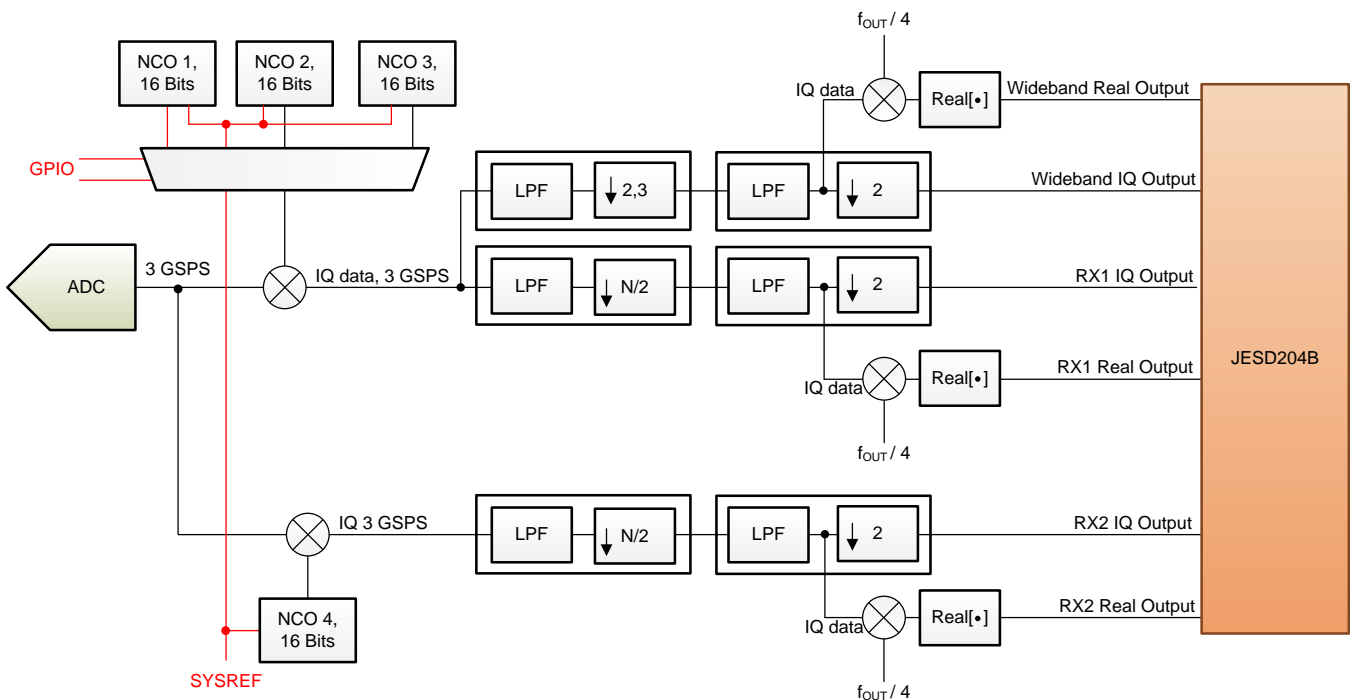 f_OUT / 4
NCO 1,
16 Bits
NCO 2,
16 Bits
NCO 3,
16 Bits
IQ data
Real[•]
Wideband Real Output
GPIO
LPF
↓ 2,3
LPF
↓ 2
Wideband IQ Output
ADC
3 GSPS
IQ data, 3 GSPS
LPF
↓ N/2
LPF
↓ 2
RX1 IQ Output
JESD204B
IQ data
Real[•]
RX1 Real Output
f_OUT / 4
IQ 3 GSPS
LPF
↓ N/2
LPF
↓ 2
RX2 IQ Output
NCO 4,
16 Bits
IQ data
Real[•]
RX2 Real Output
SYSREF
f_OUT / 4